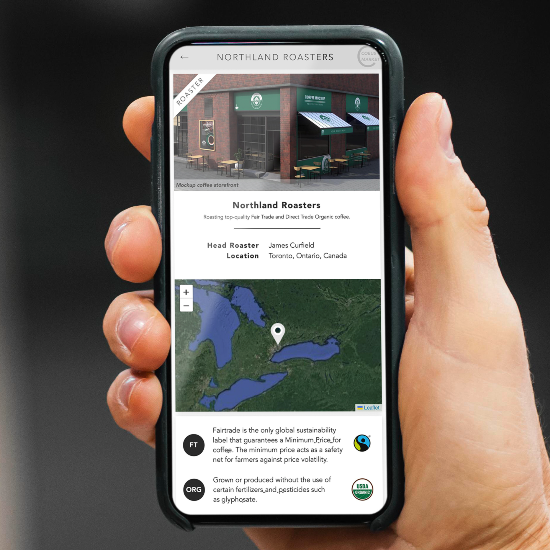 ←
NORTHLAND ROASTERS
ROASTER
Mockup coffee storefront
Northland Roasters
Roasting top-quality Fair Trade and Direct Trade Organic coffee.
Head Roaster James Curfield
Location Toronto, Ontario, Canada
+
−
Leaflet
FT
Fairtrade is the only global sustainability
label that guarantees a Minimum Price for
coffee. The minimum price acts as a safety
net for farmers against price volatility.
ORG
Grown or produced without the use of
certain fertilizers and pesticides such
as glyphosate.
USDA
ORGANIC